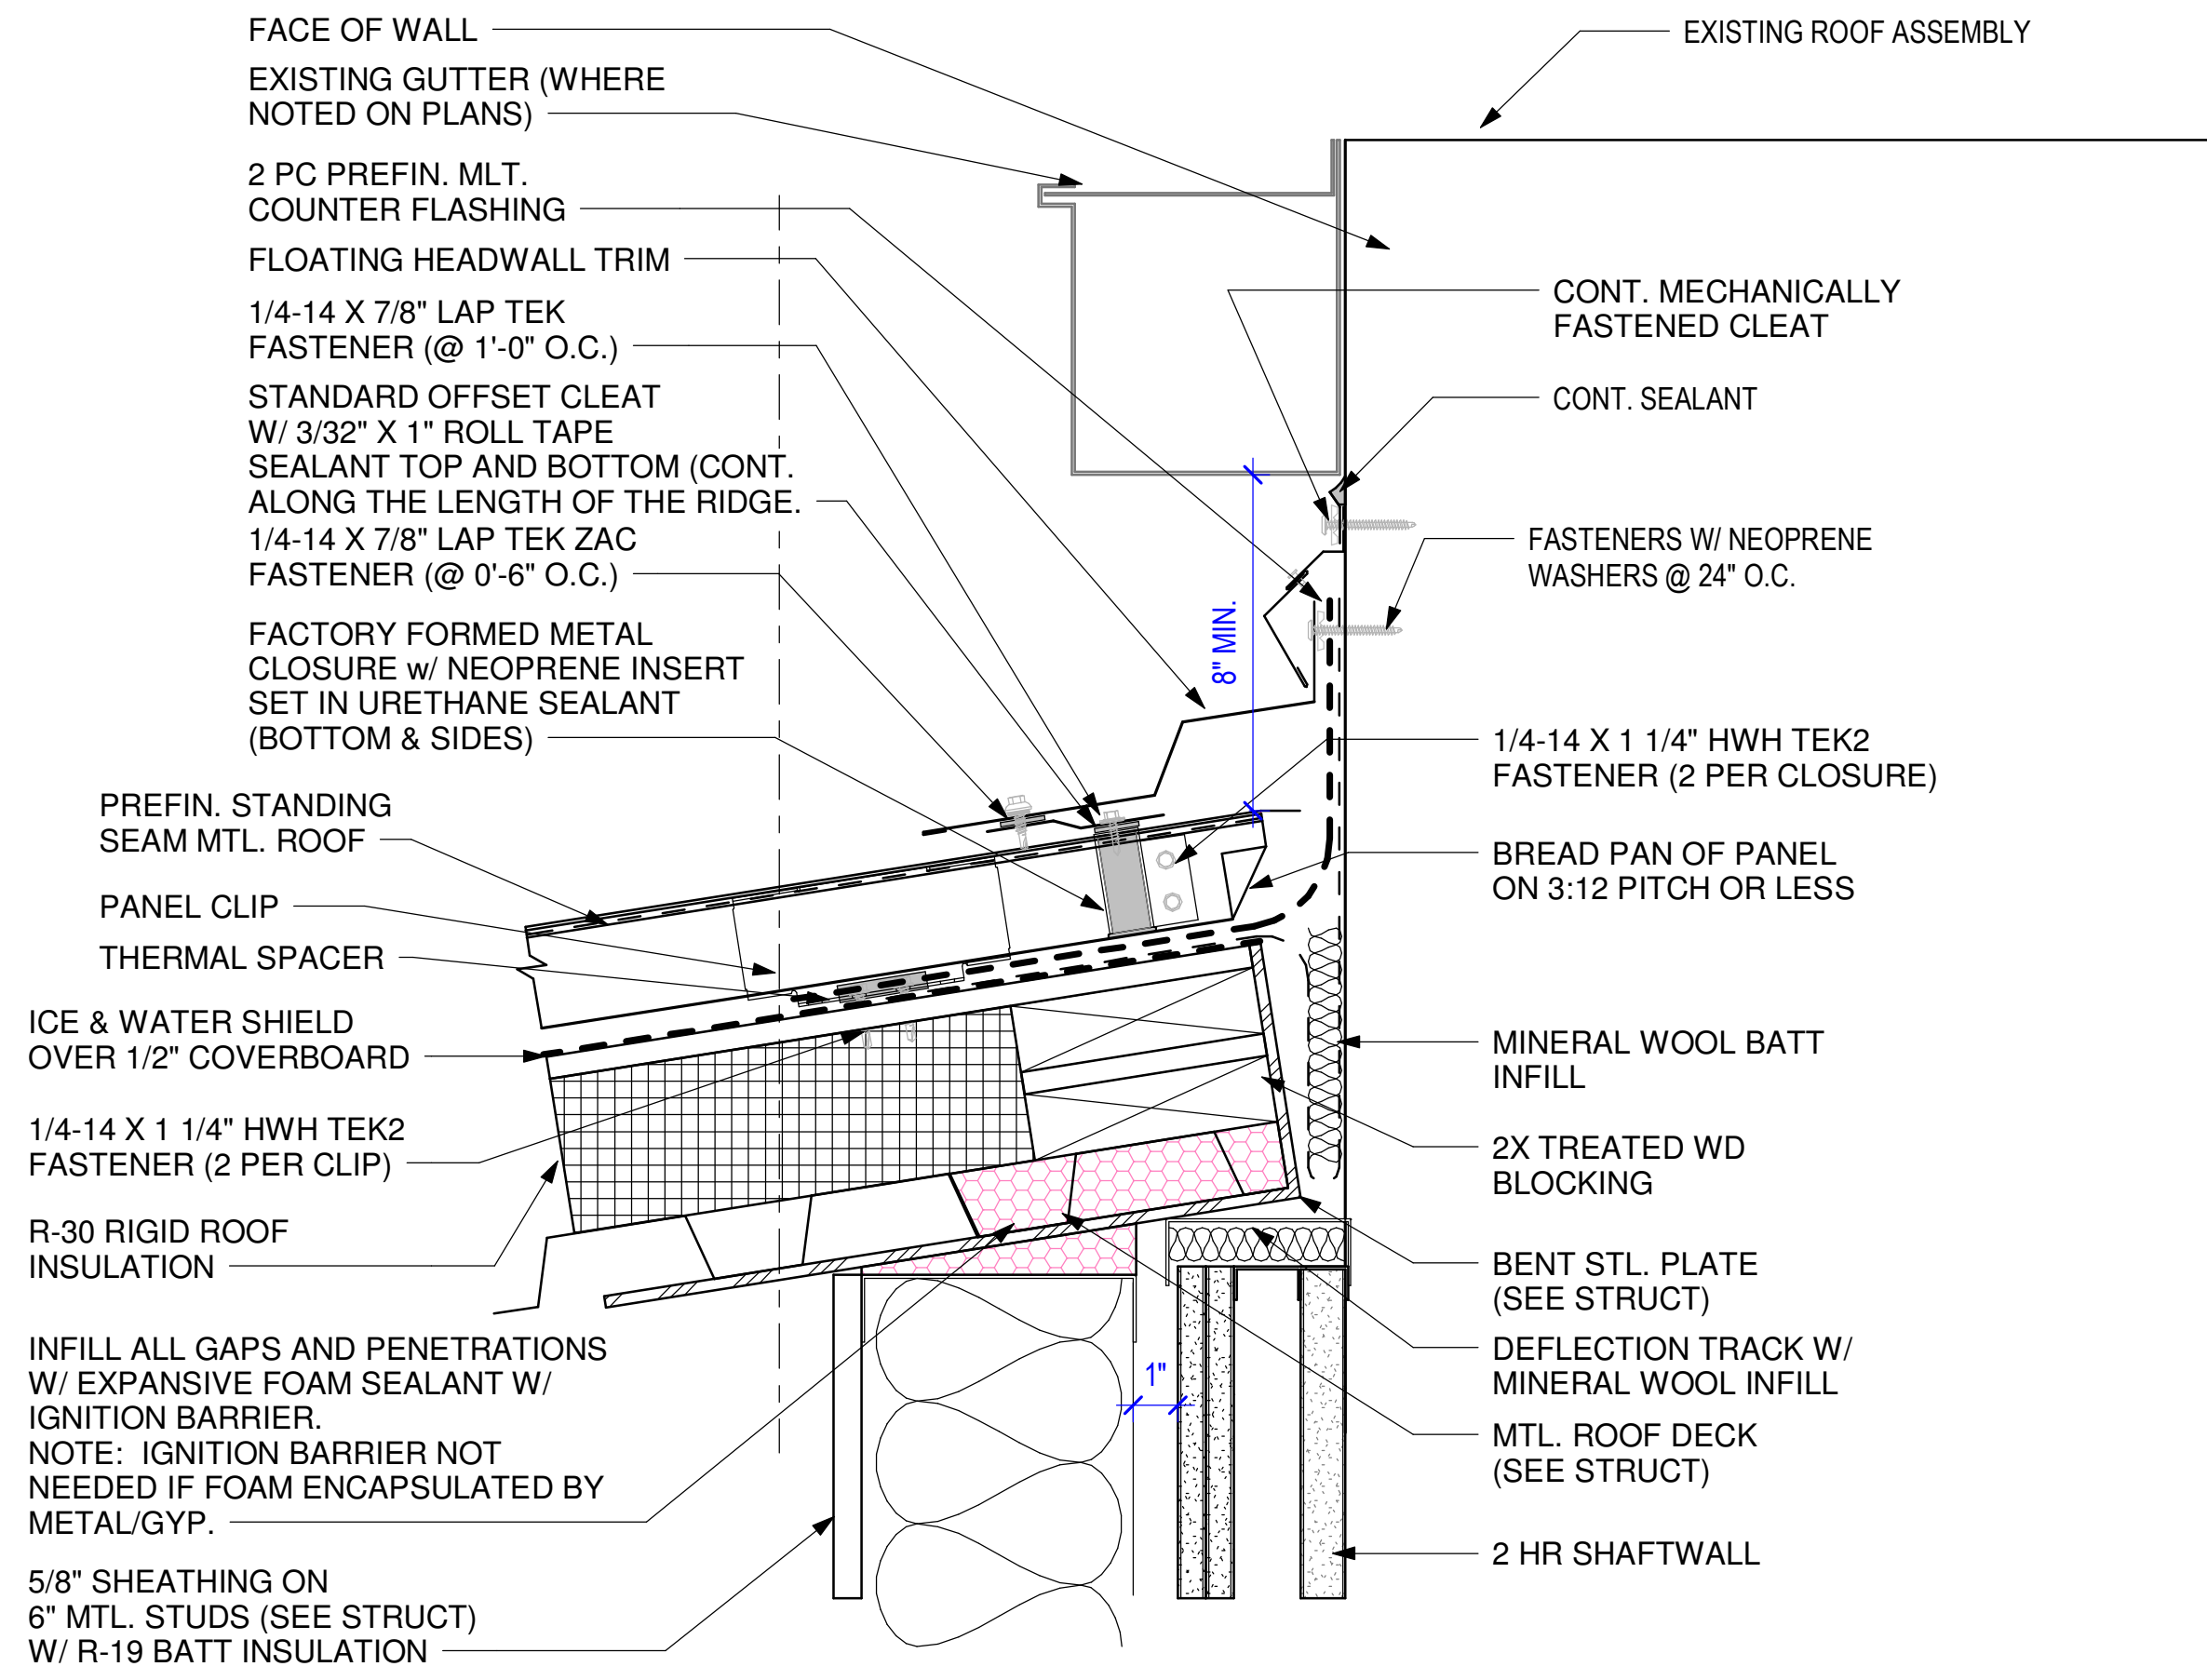 FACE OF WALL
EXISTING GUTTER (WHERE
NOTED ON PLANS)
2 PC PREFIN. MLT.
COUNTER FLASHING
FLOATING HEADWALL TRIM
1/4-14 X 7/8" LAP TEK
FASTENER (@ 1'-0" O.C.)
STANDARD OFFSET CLEAT
W/ 3/32" X 1" ROLL TAPE
SEALANT TOP AND BOTTOM (CONT.
ALONG THE LENGTH OF THE RIDGE.
1/4-14 X 7/8" LAP TEK ZAC
FASTENER (@ 0'-6" O.C.)
FACTORY FORMED METAL
CLOSURE w/ NEOPRENE INSERT
SET IN URETHANE SEALANT
(BOTTOM & SIDES)
PREFIN. STANDING
SEAM MTL. ROOF
PANEL CLIP
THERMAL SPACER
ICE & WATER SHIELD
OVER 1/2" COVERBOARD
1/4-14 X 1 1/4" HWH TEK2
FASTENER (2 PER CLIP)
R-30 RIGID ROOF
INSULATION
INFILL ALL GAPS AND PENETRATIONS
W/ EXPANSIVE FOAM SEALANT W/
IGNITION BARRIER.
NOTE: IGNITION BARRIER NOT
NEEDED IF FOAM ENCAPSULATED BY
METAL/GYP.
5/8" SHEATHING ON
6" MTL. STUDS (SEE STRUCT)
W/ R-19 BATT INSULATION
8" MIN.
1"
EXISTING ROOF ASSEMBLY
CONT. MECHANICALLY
FASTENED CLEAT
CONT. SEALANT
FASTENERS W/ NEOPRENE
WASHERS @ 24" O.C.
1/4-14 X 1 1/4" HWH TEK2
FASTENER (2 PER CLOSURE)
BREAD PAN OF PANEL
ON 3:12 PITCH OR LESS
MINERAL WOOL BATT
INFILL
2X TREATED WD
BLOCKING
BENT STL. PLATE
(SEE STRUCT)
DEFLECTION TRACK W/
MINERAL WOOL INFILL
MTL. ROOF DECK
(SEE STRUCT)
2 HR SHAFTWALL